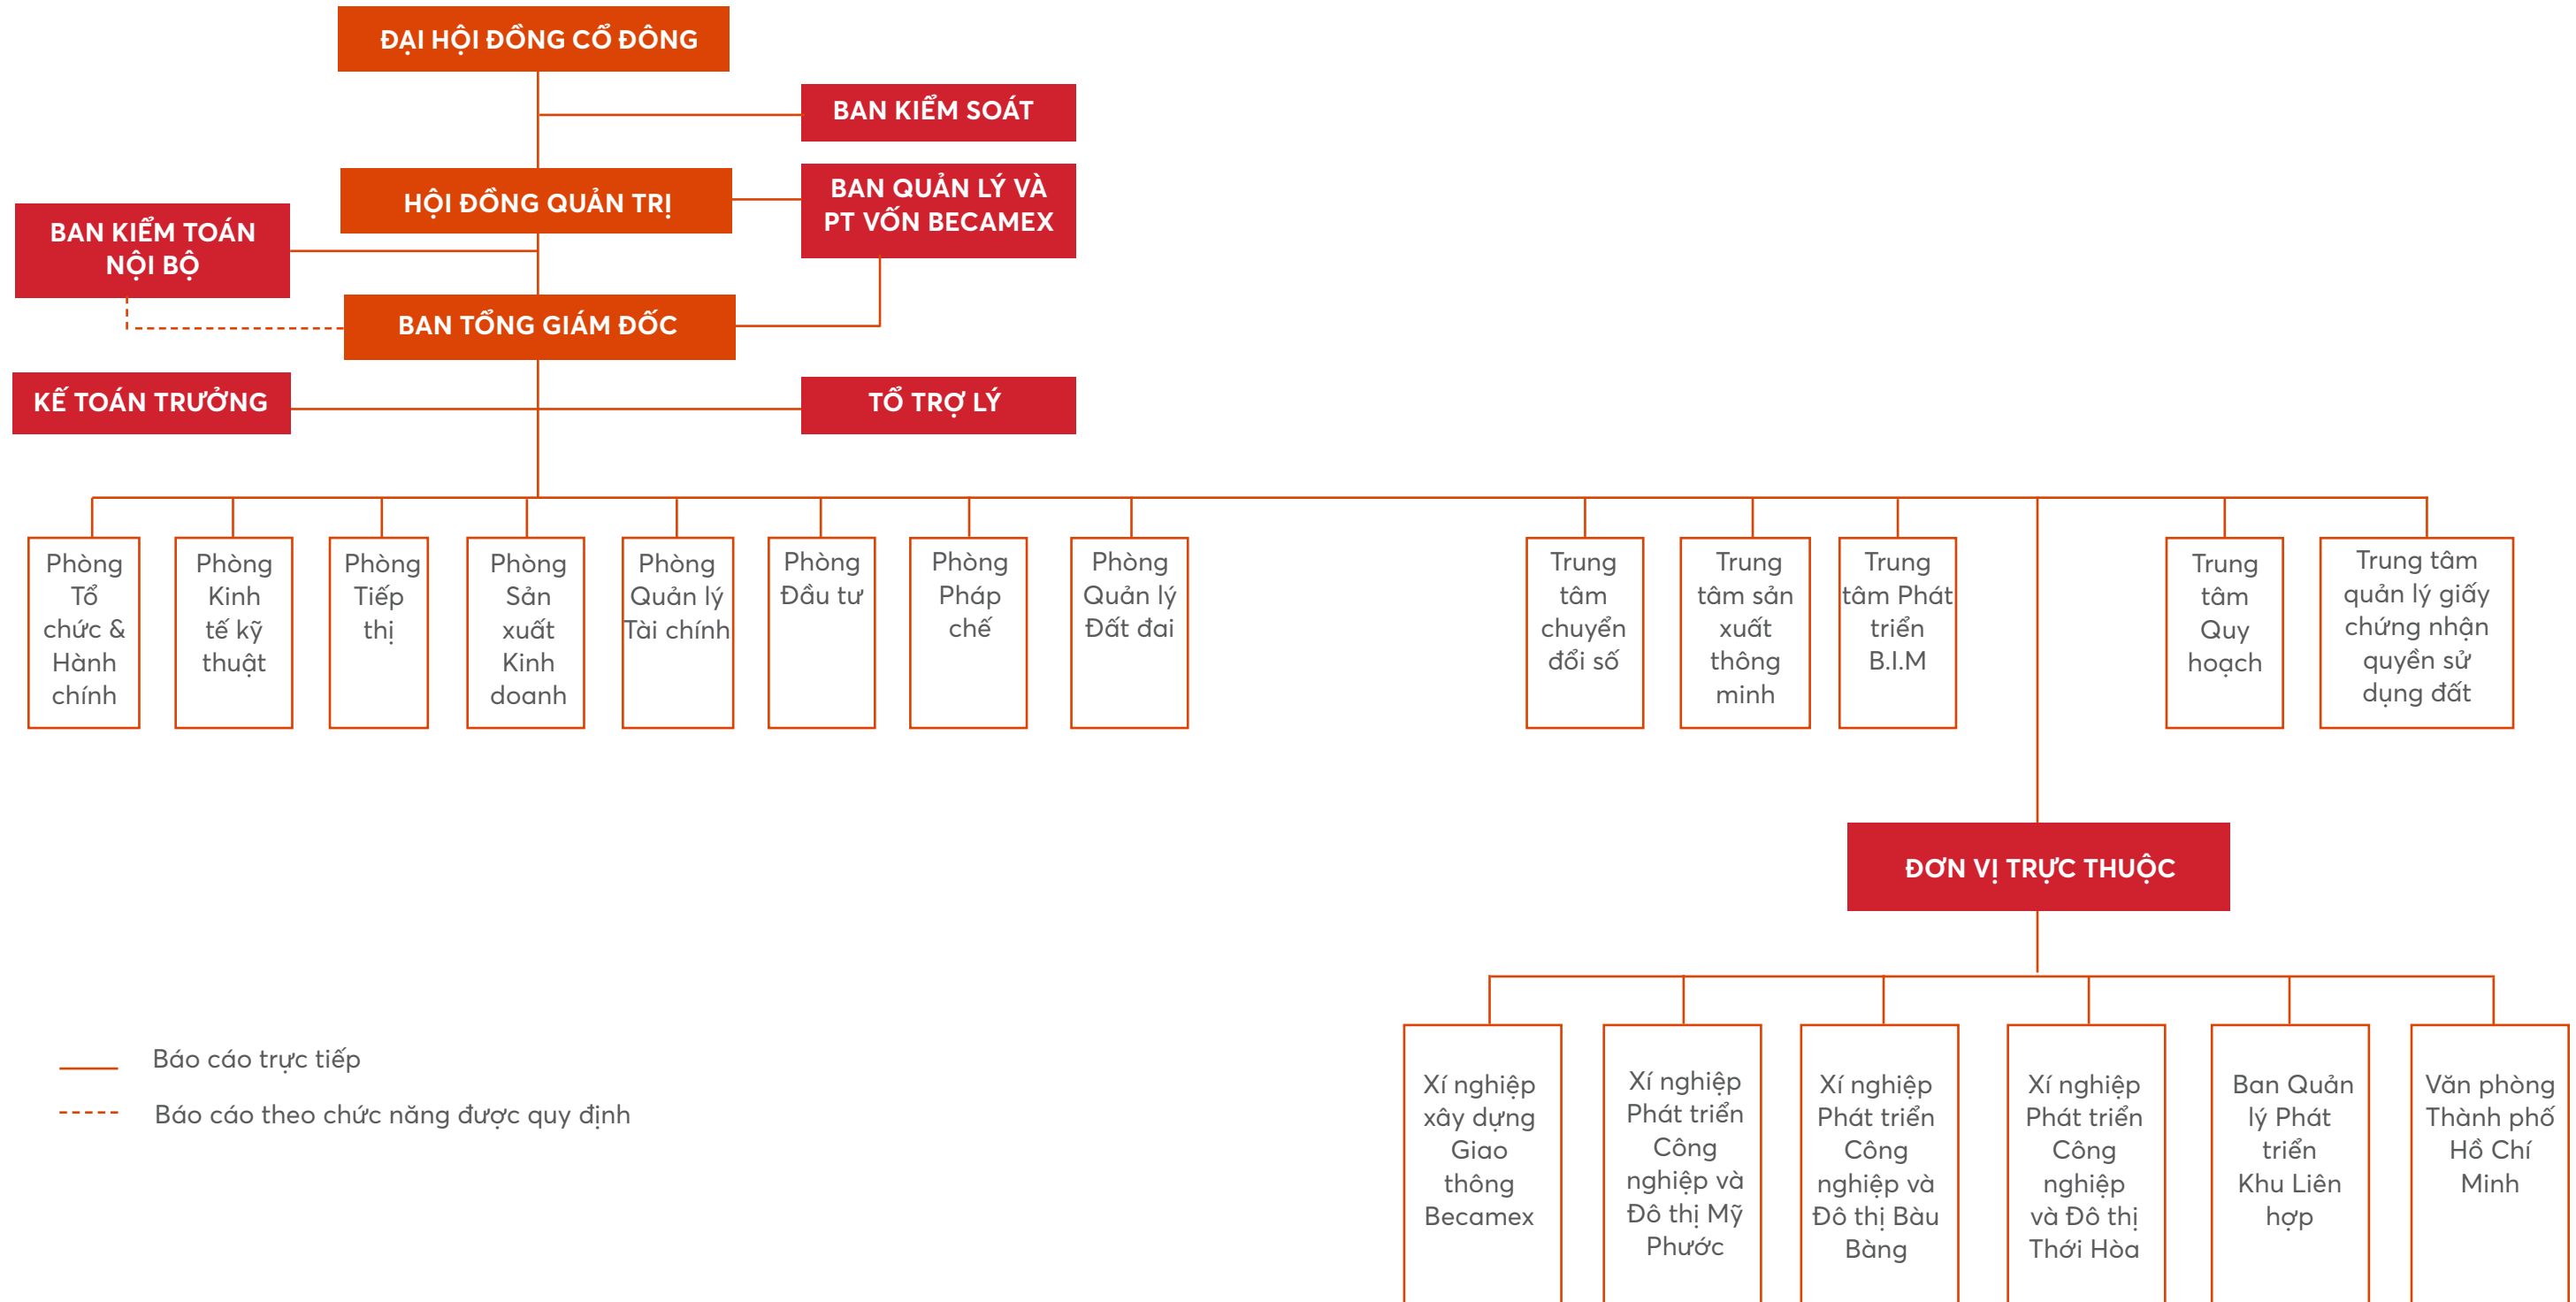 ĐẠI HỘI ĐỒNG CỔ ĐÔNG
BAN KIỂM SOÁT
HỘI ĐỒNG QUẢN TRỊ
BAN QUẢN LÝ VÀ
PT VỐN BECAMEX
BAN KIỂM TOÁN
NỘI BỘ
BAN TỔNG GIÁM ĐỐC
KẾ TOÁN TRƯỞNG
TỔ TRỢ LÝ
Phòng
Tổ
chức &
Hành
chính
Phòng
Kinh
tế kỹ
thuật
Phòng
Tiếp
thị
Phòng
Sản
xuất
Kinh
doanh
Phòng
Quản lý
Tài chính
Phòng
Đầu tư
Phòng
Pháp
chế
Phòng
Quản lý
Đất đai
Trung
tâm
chuyển
đổi số
Trung
tâm sản
xuất
thông
minh
Trung
tâm Phát
triển
B.I.M
Trung
tâm
Quy
hoạch
Trung tâm
quản lý giấy
chứng nhận
quyền sử
dụng đất
ĐƠN VỊ TRỰC THUỘC
Xí nghiệp
xây dựng
Giao
thông
Becamex
Xí nghiệp
Phát triển
Công
nghiệp và
Đô thị Mỹ
Phước
Xí nghiệp
Phát triển
Công
nghiệp và
Đô thị Bàu
Bàng
Xí nghiệp
Phát triển
Công
nghiệp
và Đô thị
Thới Hòa
Ban Quản
lý Phát
triển
Khu Liên
hợp
Văn phòng
Thành phố
Hồ Chí
Minh
Báo cáo trực tiếp
Báo cáo theo chức năng được quy định